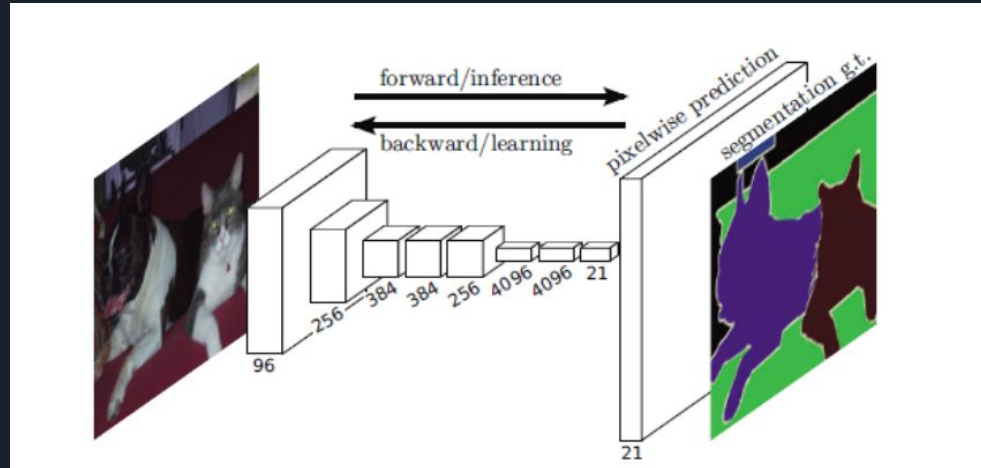 forward/inference
backward/learning
pixelwise prediction
segmentation g.t.
96
256
384
384
256
4096
4096
21
21